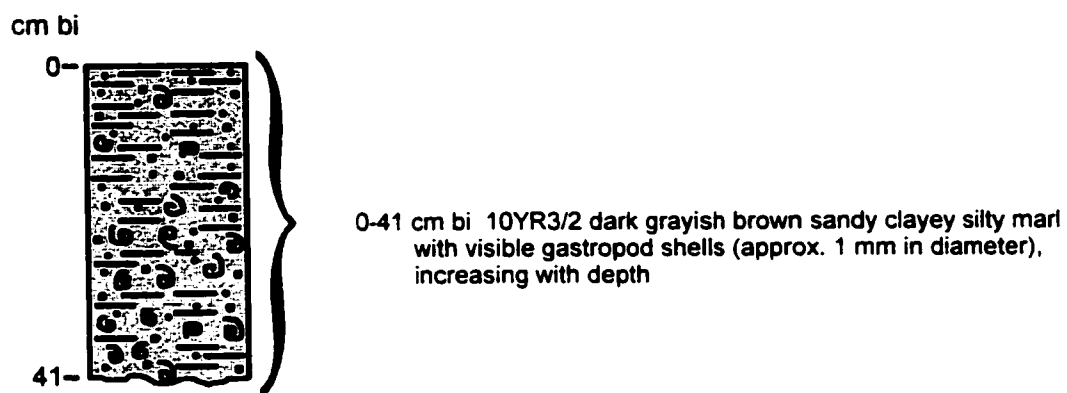 cm bi
0-
0-41 cm bi 10YR3/2 dark grayish brown sandy clayey silty marl
with visible gastropod shells (approx. 1 mm in diameter),
increasing with depth
41-